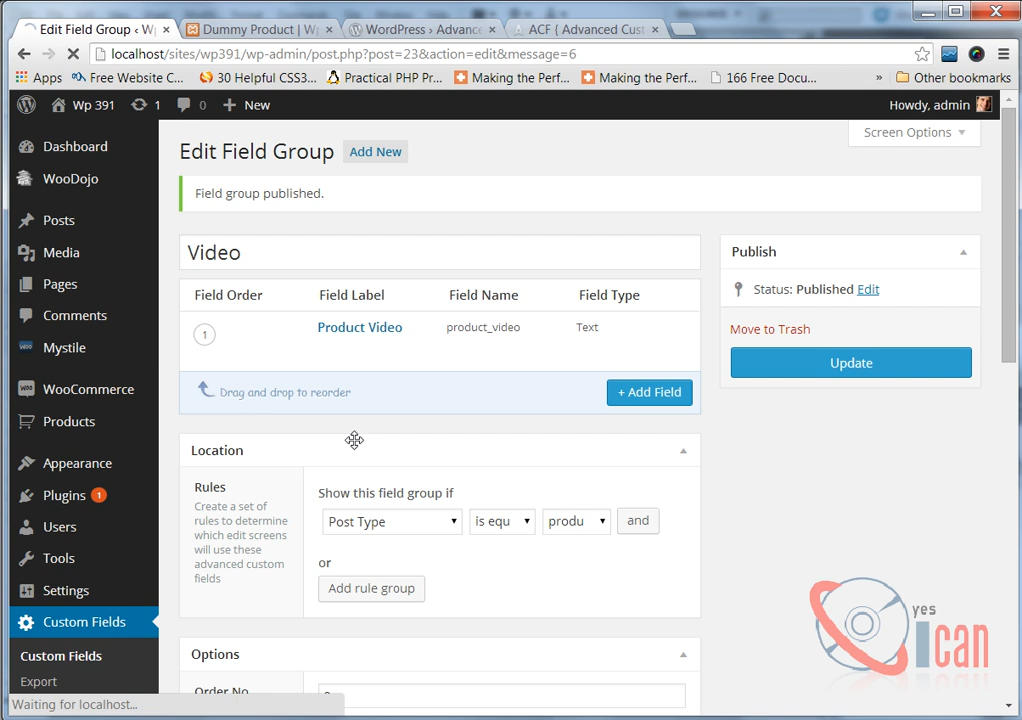 Edit Field Group ‹ W
Dummy Product | W
WordPress › Advance
ACF { Advanced Cust
localhost/sites/wp391/wp-admin/post.php?post=23&action=edit&message=6
Apps
Free Website C...
30 Helpful CSS3...
Practical PHP Pr...
Making the Perf...
Making the Perf...
166 Free Docu...
»
Other bookmarks
Wp 391
1
0
New
Howdy, admin
Dashboard
WooDojo
Posts
Media
Pages
Comments
Mystile
WooCommerce
Products
Appearance
Plugins 1
Users
Tools
Settings
Custom Fields
Custom Fields
Export
Screen Options
Edit Field Group
Add New
Field group published.
Video
Field Order
Field Label
Field Name
Field Type
1
Product Video
product_video
Text
Drag and drop to reorder
+ Add Field
Location
Rules
Create a set of
rules to determine
which edit screens
will use these
advanced custom
fields
Show this field group if
Post Type
is equ
produ
and
or
Add rule group
Options
Order No.
Publish
Status: Published Edit
Move to Trash
Update
yes
ican
Waiting for localhost...